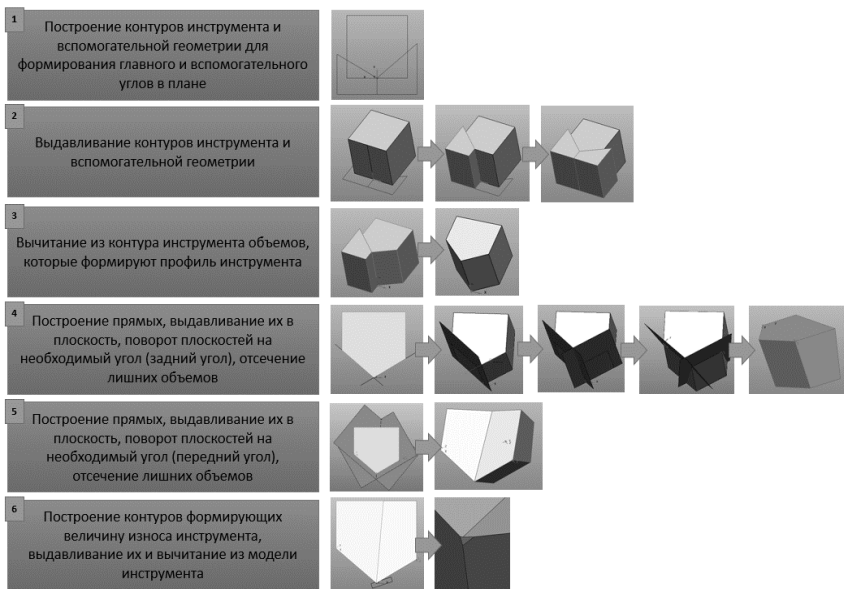 1
Построение контуров инструмента и
вспомогательной геометрии для
формирования главного и вспомогательного
углов в плане
2
Выдавливание контуров инструмента и
вспомогательной геометрии
3
Вычитание из контура инструмента объемов,
которые формируют профиль инструмента
4
Построение прямых, выдавливание их в
плоскость, поворот плоскостей на
необходимый угол (задний угол), отсечение
лишних объемов
5
Построение прямых, выдавливание их в
плоскость, поворот плоскостей на
необходимый угол (передний угол),
отсечение лишних объемов
6
Построение контуров формирующих
величину износа инструмента,
выдавливание их и вычитание из модели
инструмента